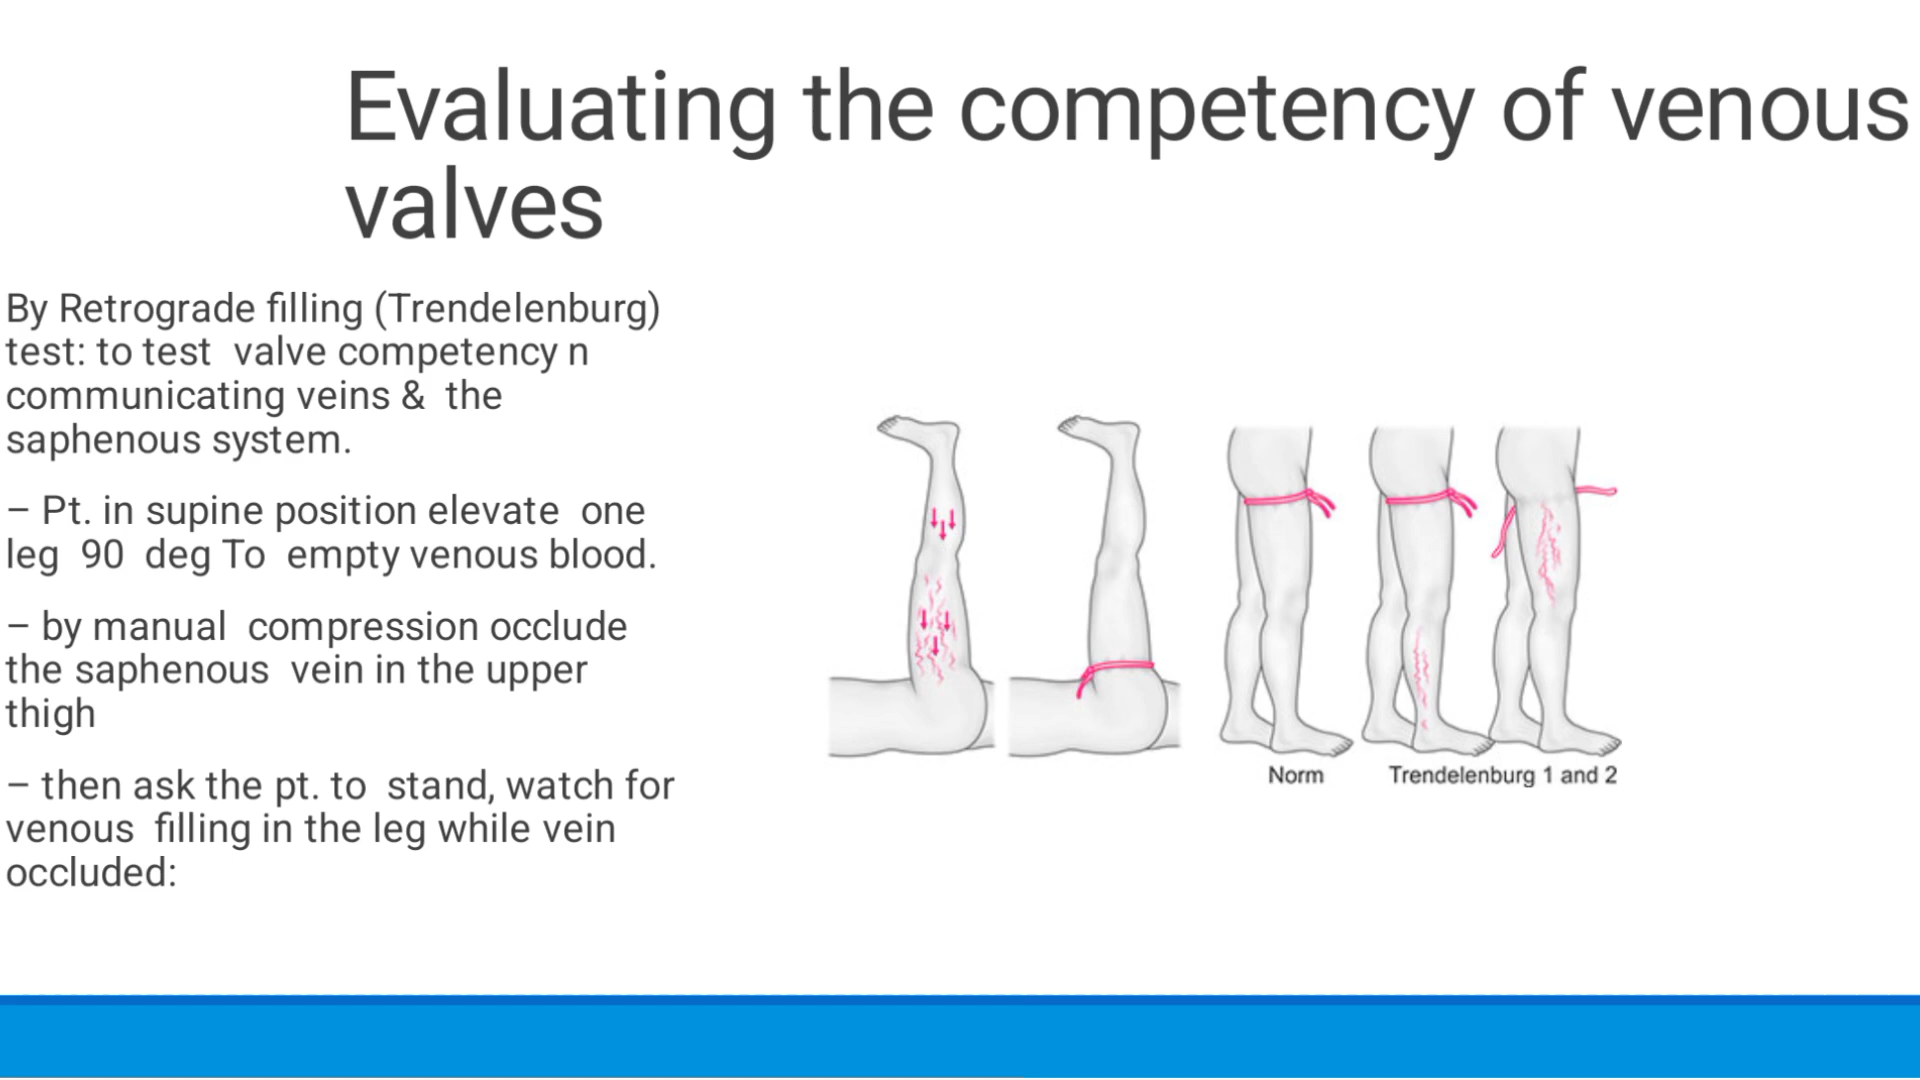 Evaluating the competency of venous
valves
By Retrograde filling (Trendelenburg)
test: to test  valve competency n
communicating veins &  the
saphenous system.
– Pt. in supine position elevate  one
leg  90  deg To  empty venous blood.
– by manual  compression occlude
the saphenous  vein in the upper
thigh
– then ask the pt. to  stand, watch for
venous  filling in the leg while vein
occluded:
Norm
Trendelenburg 1 and 2